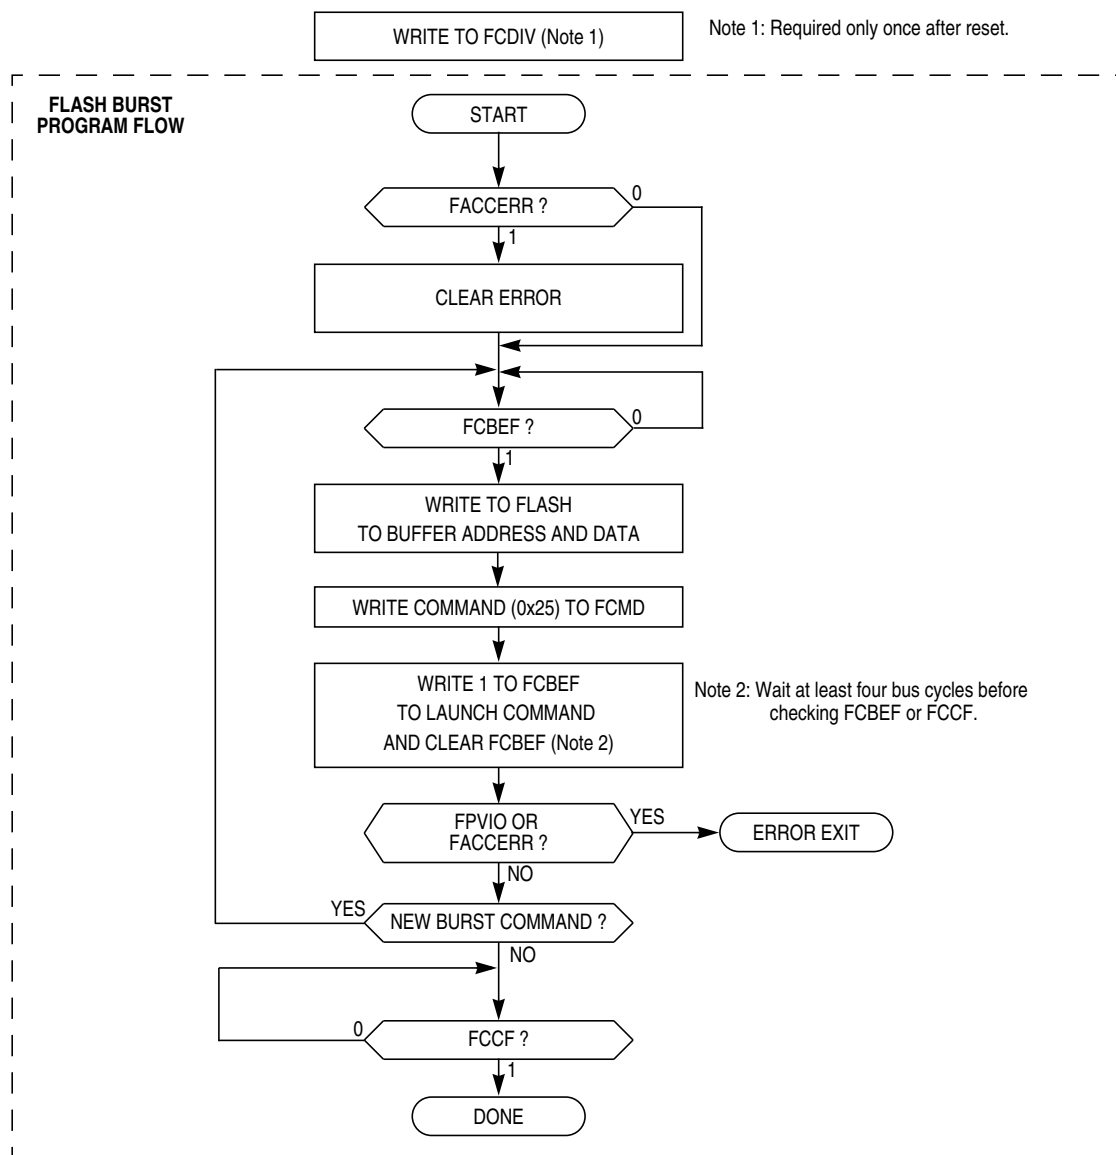 WRITE TO FCDIV (Note 1)
Note 1: Required only once after reset.
FLASH BURST
PROGRAM FLOW
START
FACCERR ?
0
1
CLEAR ERROR
FCBEF ?
0
1
WRITE TO FLASH
TO BUFFER ADDRESS AND DATA
WRITE COMMAND (0x25) TO FCMD
WRITE 1 TO FCBEF
TO LAUNCH COMMAND
AND CLEAR FCBEF (Note 2)
Note 2: Wait at least four bus cycles before
checking FCBEF or FCCF.
FPVIO OR
FACCERR ?
YES
ERROR EXIT
NO
YES
NEW BURST COMMAND ?
NO
0
FCCF ?
1
DONE